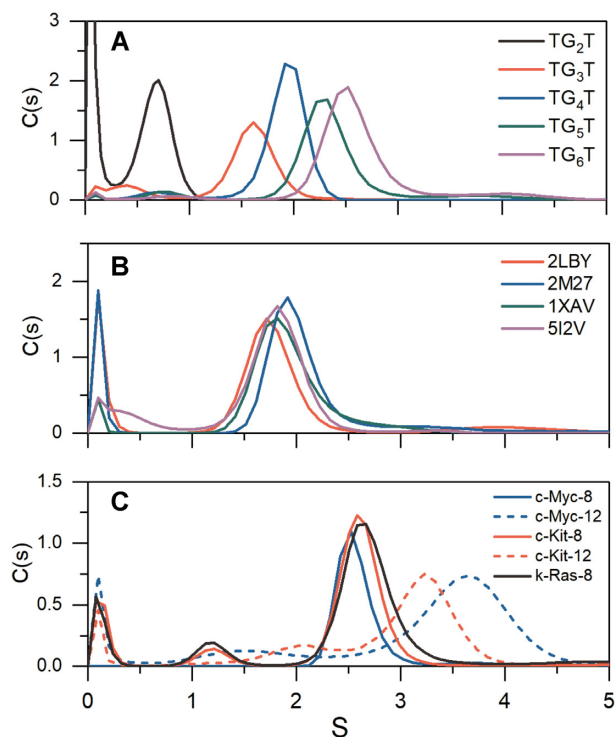 A
C(s)
3
2
1
0
TG₂T
TG₃T
TG₄T
TG₅T
TG₆T
B
C(s)
2
1
0
2LBY
2M27
1XAV
5I2V
C
C(s)
1.5
1.0
0.5
0.0
c-Myc-8
c-Myc-12
c-Kit-8
c-Kit-12
k-Ras-8
0 1 2 3 4 5
S